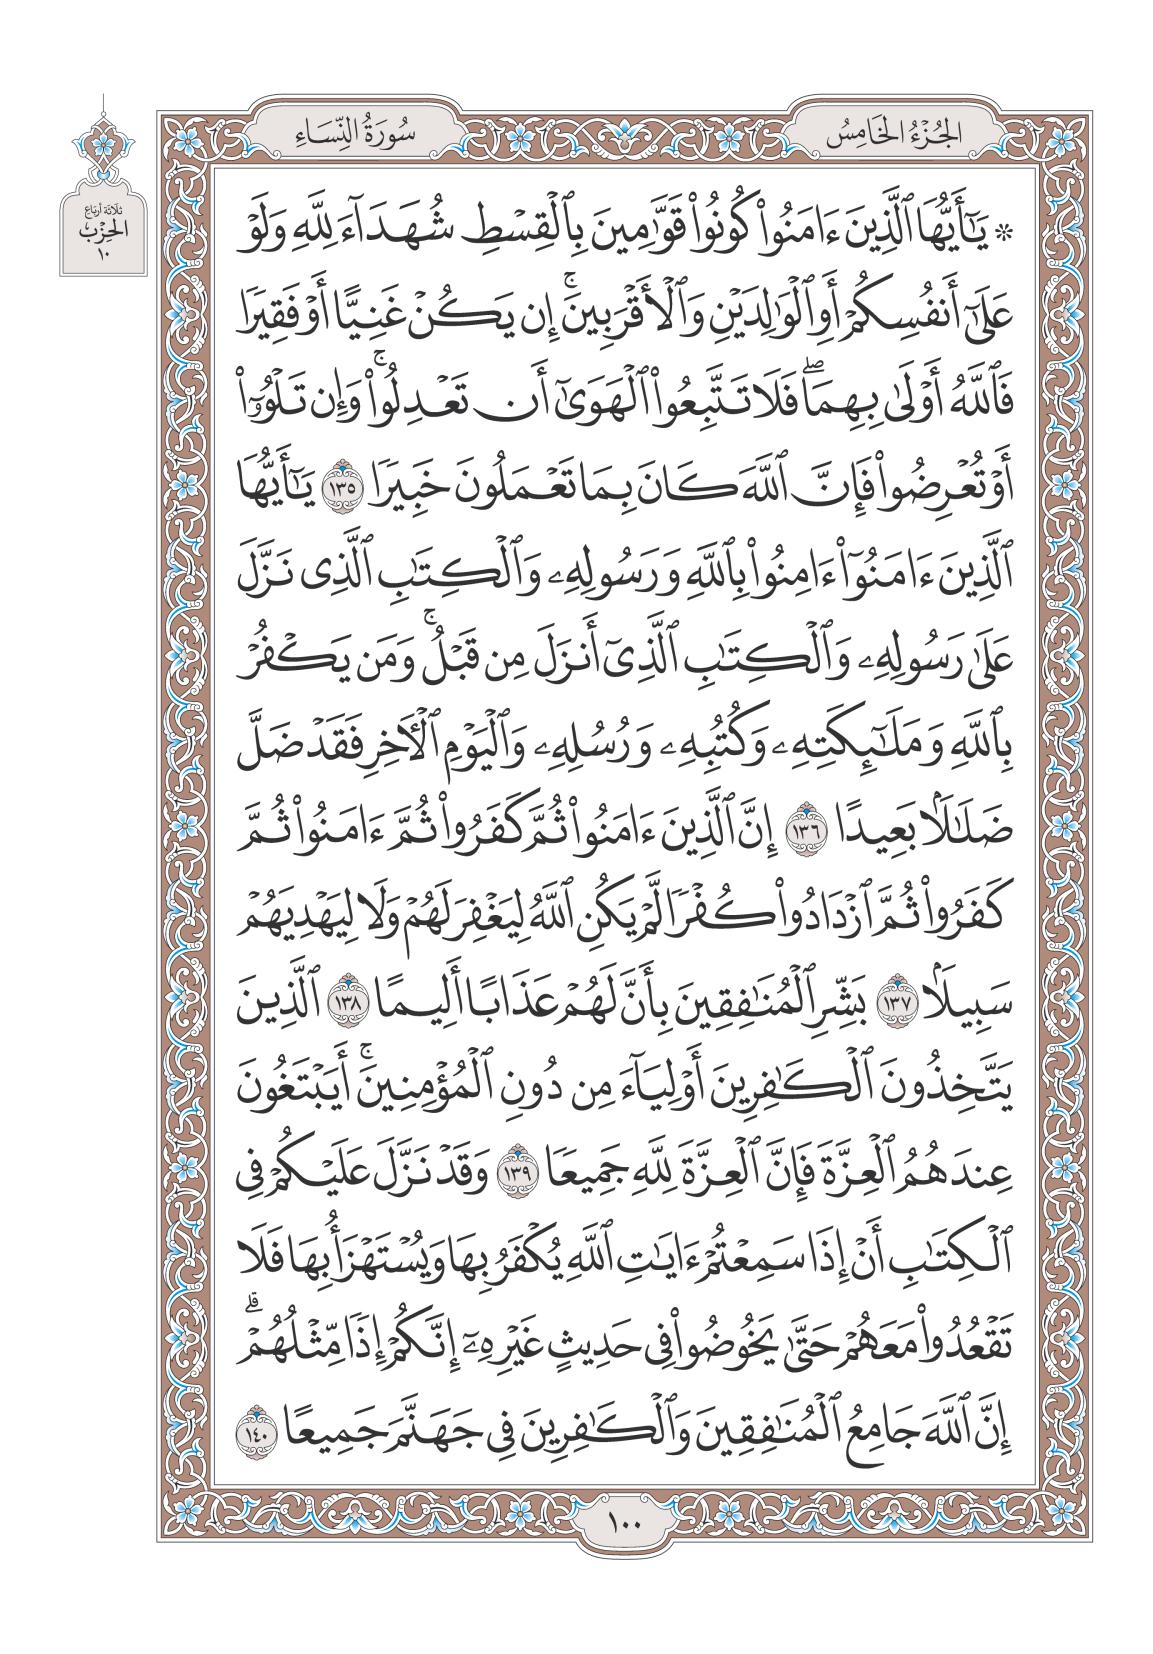 الجُزْءُ الخَامِسُ
سُورَةُ النِّسَاءِ
ثلاثة أرباع
الحِزْب
١٠
۞ يَٰٓأَيُّهَا ٱلَّذِينَ ءَامَنُوا۟ كُونُوا۟ قَوَّٰمِينَ بِٱلْقِسْطِ شُهَدَآءَ لِلَّهِ وَلَوْ
عَلَىٰٓ أَنفُسِكُمْ أَوِ ٱلْوَٰلِدَيْنِ وَٱلْأَقْرَبِينَ ۚ إِن يَكُنْ غَنِيًّا أَوْ فَقِيرًا
فَٱللَّهُ أَوْلَىٰ بِهِمَا ۖ فَلَا تَتَّبِعُوا۟ ٱلْهَوَىٰٓ أَن تَعْدِلُوا۟ ۚ وَإِن تَلْوُۥٓا۟
أَوْ تُعْرِضُوا۟ فَإِنَّ ٱللَّهَ كَانَ بِمَا تَعْمَلُونَ خَبِيرًا ١٣٥ يَٰٓأَيُّهَا
ٱلَّذِينَ ءَامَنُوٓا۟ ءَامِنُوا۟ بِٱللَّهِ وَرَسُولِهِۦ وَٱلْكِتَٰبِ ٱلَّذِى نَزَّلَ
عَلَىٰ رَسُولِهِۦ وَٱلْكِتَٰبِ ٱلَّذِىٓ أَنزَلَ مِن قَبْلُ ۚ وَمَن يَكْفُرْ
بِٱللَّهِ وَمَلَٰٓئِكَتِهِۦ وَكُتُبِهِۦ وَرُسُلِهِۦ وَٱلْيَوْمِ ٱلْـَٔاخِرِ فَقَدْ ضَلَّ
ضَلَٰلًۢا بَعِيدًا ١٣٦ إِنَّ ٱلَّذِينَ ءَامَنُوا۟ ثُمَّ كَفَرُوا۟ ثُمَّ ءَامَنُوا۟ ثُمَّ
كَفَرُوا۟ ثُمَّ ٱزْدَادُوا۟ كُفْرًا لَّمْ يَكُنِ ٱللَّهُ لِيَغْفِرَ لَهُمْ وَلَا لِيَهْدِيَهُمْ
سَبِيلًۢا ١٣٧ بَشِّرِ ٱلْمُنَٰفِقِينَ بِأَنَّ لَهُمْ عَذَابًا أَلِيمًا ١٣٨ ٱلَّذِينَ
يَتَّخِذُونَ ٱلْكَٰفِرِينَ أَوْلِيَآءَ مِن دُونِ ٱلْمُؤْمِنِينَ ۚ أَيَبْتَغُونَ
عِندَهُمُ ٱلْعِزَّةَ فَإِنَّ ٱلْعِزَّةَ لِلَّهِ جَمِيعًا ١٣٩ وَقَدْ نَزَّلَ عَلَيْكُمْ فِى
ٱلْكِتَٰبِ أَنْ إِذَا سَمِعْتُمْ ءَايَٰتِ ٱللَّهِ يُكْفَرُ بِهَا وَيُسْتَهْزَأُ بِهَا فَلَا
تَقْعُدُوا۟ مَعَهُمْ حَتَّىٰ يَخُوضُوا۟ فِى حَدِيثٍ غَيْرِهِۦٓ ۚ إِنَّكُمْ إِذًا مِّثْلُهُمْ ۗ
إِنَّ ٱللَّهَ جَامِعُ ٱلْمُنَٰفِقِينَ وَٱلْكَٰفِرِينَ فِى جَهَنَّمَ جَمِيعًا ١٤٠
١٠٠